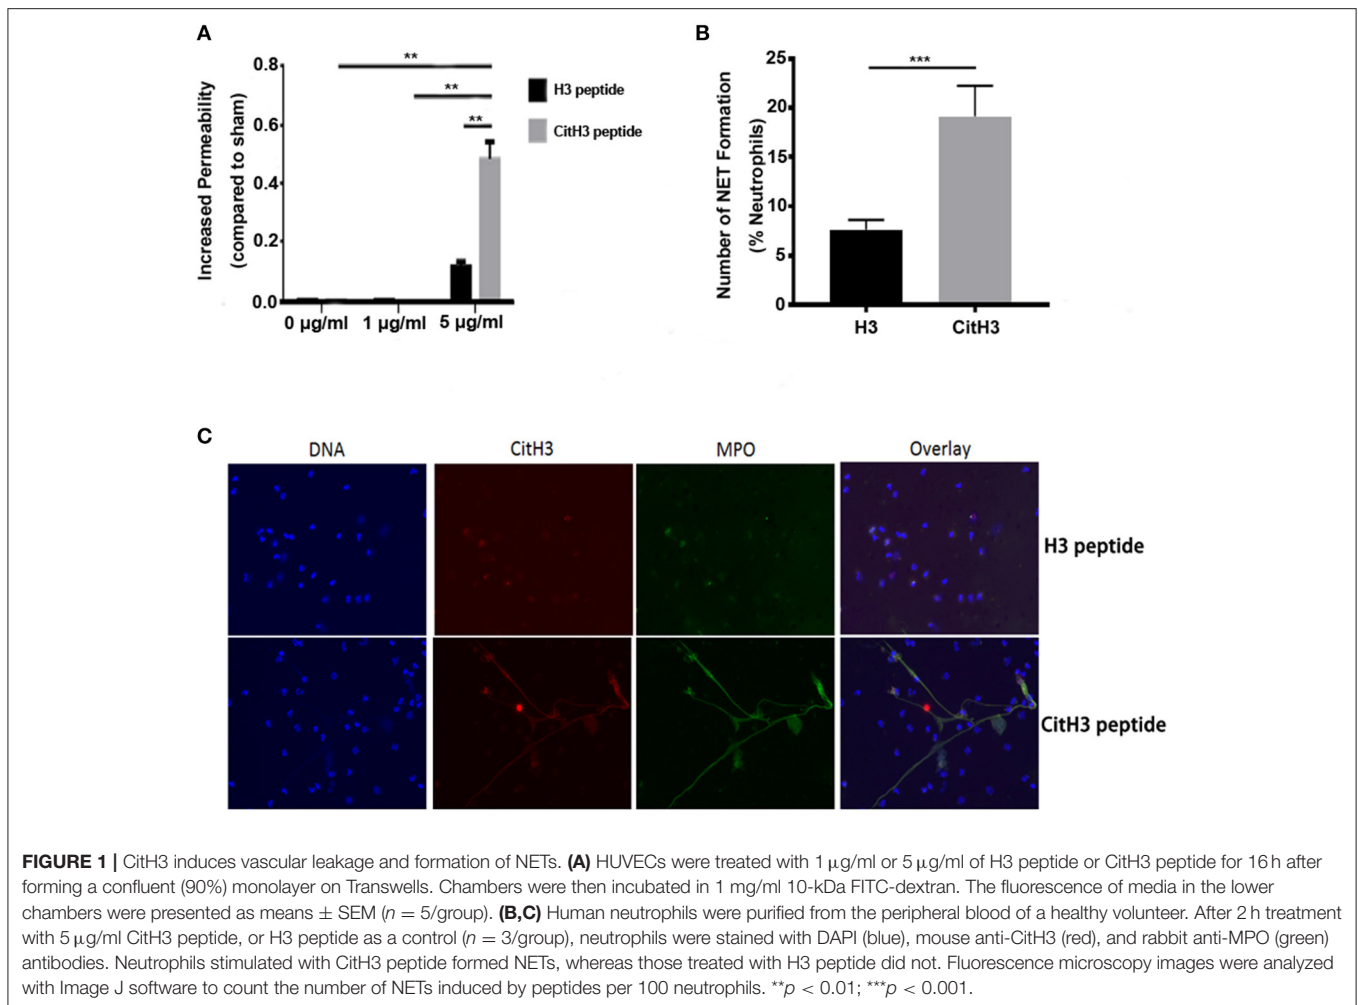 A
0.8
0.6
0.4
0.2
0.0
Increased Permeability
(compared to sham)
**
**
**
0 µg/ml 1 µg/ml 5 µg/ml
H3 peptide
CitH3 peptide
B
25
20
15
10
5
0
Number of NET Formation
(% Neutrophils)
***
H3 CitH3
C
DNA CitH3 MPO Overlay
H3 peptide
CitH3 peptide
FIGURE 1 | CitH3 induces vascular leakage and formation of NETs. (A) HUVECs were treated with 1 µg/ml or 5 µg/ml of H3 peptide or CitH3 peptide for 16 h after
forming a confluent (90%) monolayer on Transwells. Chambers were then incubated in 1 mg/ml 10-kDa FITC-dextran. The fluorescence of media in the lower
chambers were presented as means ± SEM (n = 5/group). (B,C) Human neutrophils were purified from the peripheral blood of a healthy volunteer. After 2 h treatment
with 5 µg/ml CitH3 peptide, or H3 peptide as a control (n = 3/group), neutrophils were stained with DAPI (blue), mouse anti-CitH3 (red), and rabbit anti-MPO (green)
antibodies. Neutrophils stimulated with CitH3 peptide formed NETs, whereas those treated with H3 peptide did not. Fluorescence microscopy images were analyzed
with Image J software to count the number of NETs induced by peptides per 100 neutrophils. **p < 0.01; ***p < 0.001.